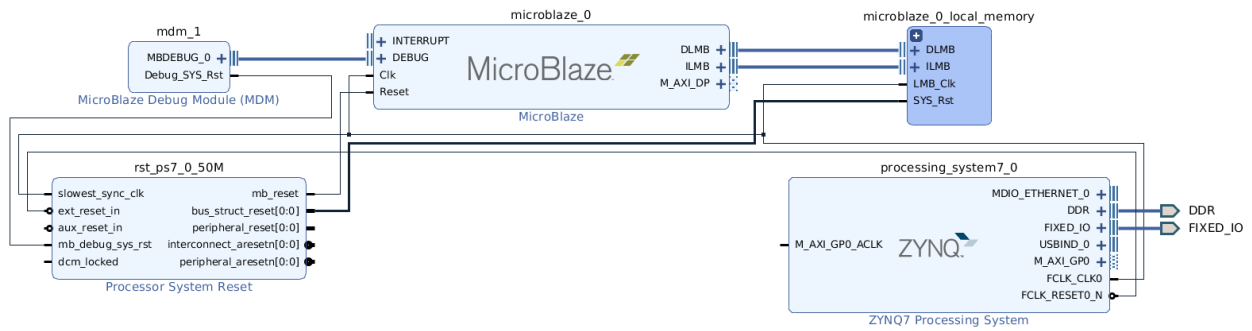 mdm_1
MBDEBUG_0
Debug_SYS_Rst
MicroBlaze Debug Module (MDM)
microblaze_0
INTERRUPT
DEBUG
Clk
Reset
MicroBlaze
DLMB
ILMB
M_AXI_DP
MicroBlaze
microblaze_0_local_memory
DLMB
ILMB
LMB_Clk
SYS_Rst
rst_ps7_0_50M
slowest_sync_clk
ext_reset_in
aux_reset_in
mb_debug_sys_rst
dcm_locked
mb_reset
bus_struct_reset[0:0]
peripheral_reset[0:0]
interconnect_aresetn[0:0]
peripheral_aresetn[0:0]
Processor System Reset
processing_system7_0
M_AXI_GP0_ACLK
ZYNQ
MDIO_ETHERNET_0
DDR
FIXED_IO
USBIND_0
M_AXI_GP0
FCLK_CLK0
FCLK_RESET0_N
ZYNQ7 Processing System
DDR
FIXED_IO